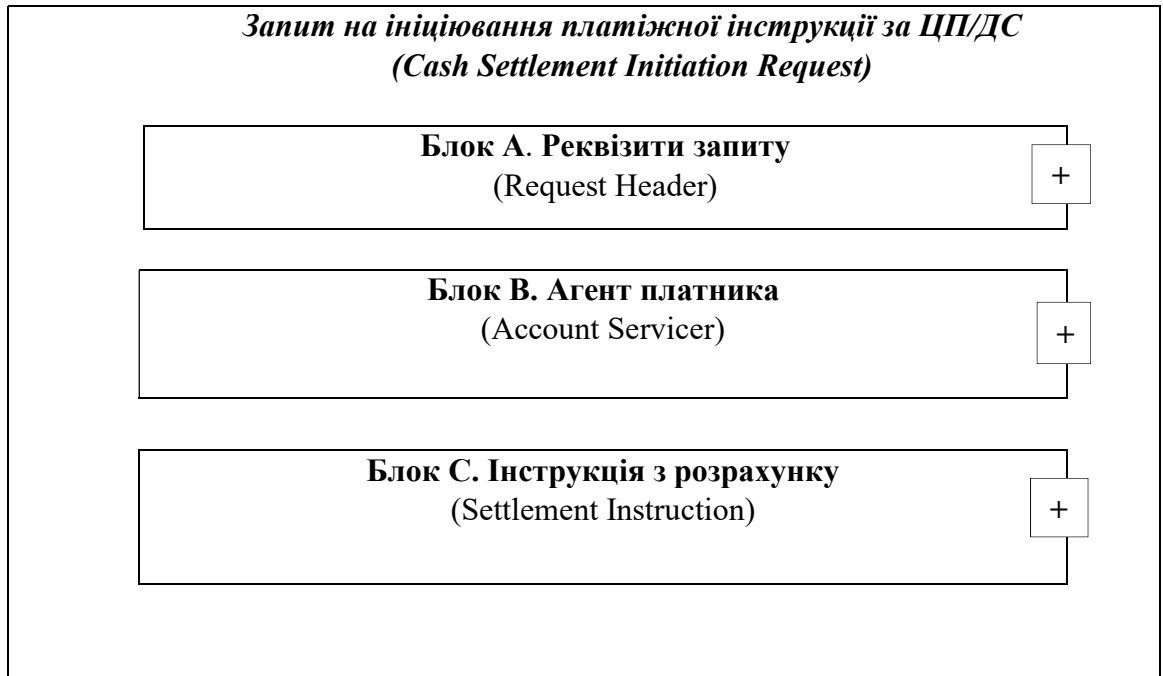 Запит на ініціювання платіжної інструкції за ЦП/ДС
(Cash Settlement Initiation Request)
Блок А. Реквізити запиту
(Request Header)
+
Блок В. Агент платника
(Account Servicer)
+
Блок С. Інструкція з розрахунку
(Settlement Instruction)
+